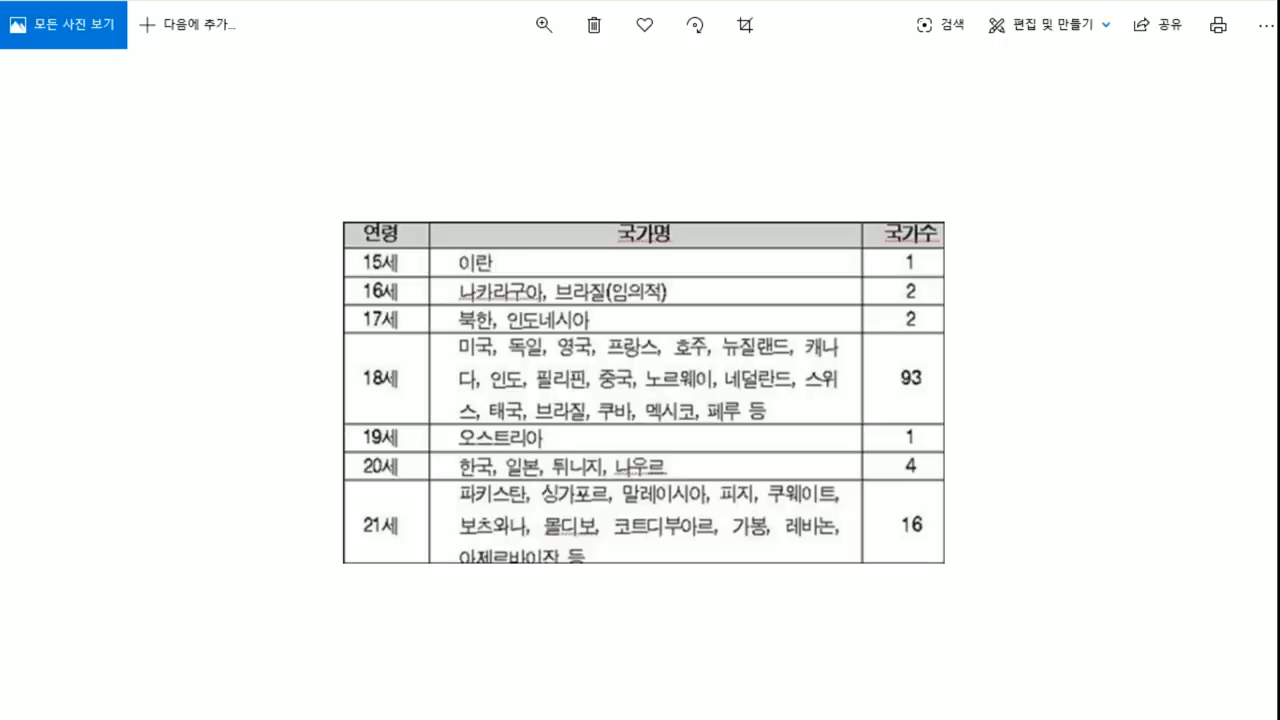 모든 사진 보기 다음에 추가... 검색 편집 및 만들기 공유
연령 국가명 국가수
15세 이란 1
16세 나카라구아, 브라질(임의적) 2
17세 북한, 인도네시아 2
미국, 독일, 영국, 프랑스, 호주, 뉴질랜드, 캐나
18세 다, 인도, 필리핀, 중국, 노르웨이, 네덜란드, 스위 93
스, 태국, 브라질, 쿠바, 멕시코, 페루 등
19세 오스트리아 1
20세 한국, 일본, 튀니지, 나우르 4
파키스탄, 싱가포르, 말레이시아, 피지, 쿠웨이트,
21세 보츠와나, 몰디보, 코트디부아르, 가봉, 레바논, 16
아제르바이잔 등